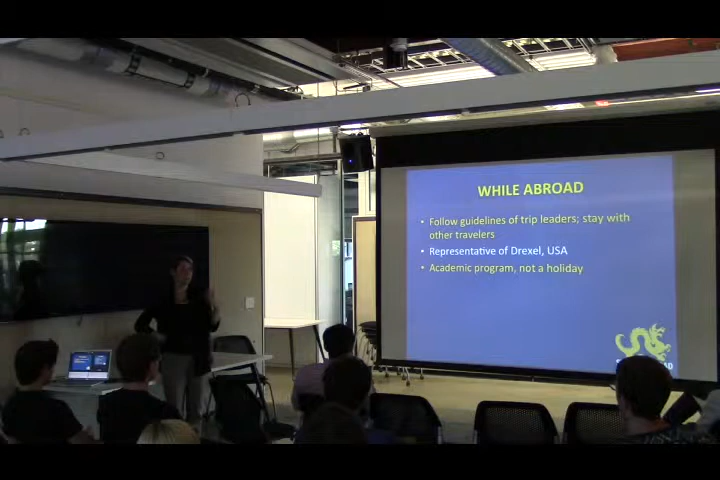 WHILE ABROAD
• Follow guidelines of trip leaders; stay with
other travelers
• Representative of Drexel, USA
• Academic program, not a holiday